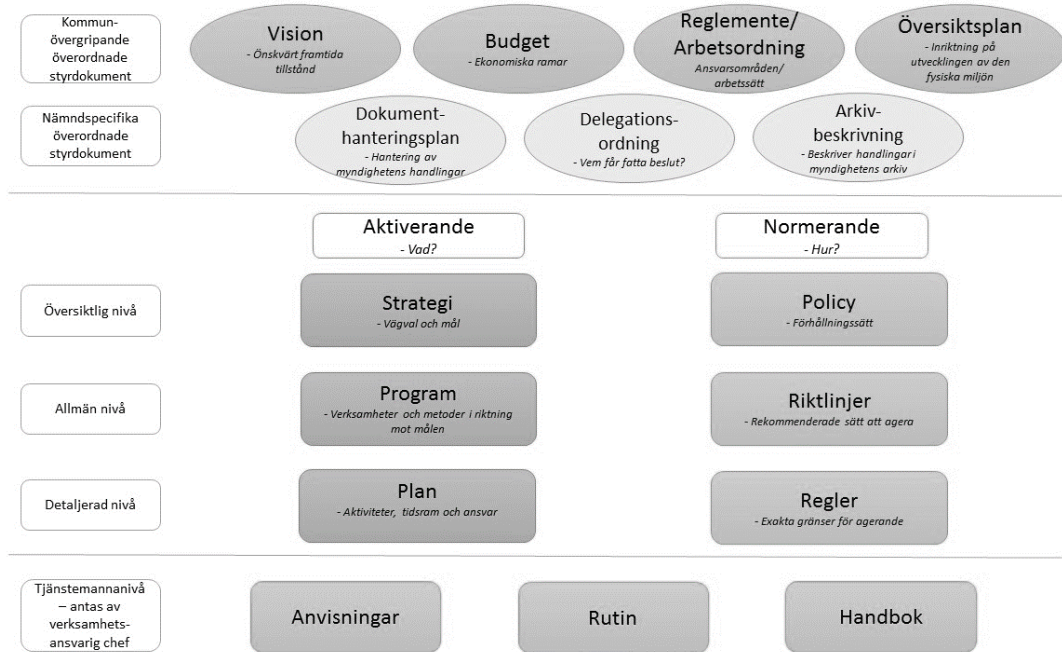 Kommun-
övergripande
överordnade
styrdokument
Vision
- Önskvärt framtida
tillstånd
Budget
- Ekonomiska ramar
Reglemente/
Arbetsordning
Ansvarsområden/
arbetssätt
Översiktsplan
- Inriktning på
utvecklingen av den
fysiska miljön
Nämndspecifika
överordnade
styrdokument
Dokument-
hanteringsplan
- Hantering av
myndighetens handlingar
Delegations-
ordning
- Vem får fatta beslut?
Arkiv-
beskrivning
- Beskriver handlingar i
myndighetens arkiv
Aktiverande
- Vad?
Normerande
- Hur?
Översiktlig nivå
Strategi
- Vägval och mål
Policy
- Förhållningssätt
Allmän nivå
Program
- Verksamheter och metoder i riktning
mot målen
Riktlinjer
- Rekommenderade sätt att agera
Detaljerad nivå
Plan
- Aktiviteter, tidsram och ansvar
Regler
- Exakta gränser för agerande
Tjänstemannanivå
– antas av
verksamhets-
ansvarig chef
Anvisningar
Rutin
Handbok